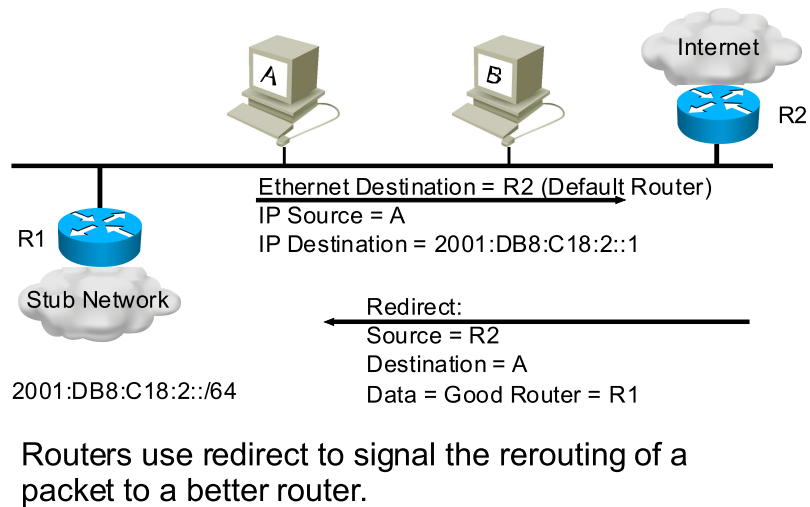 Internet
A
B
R2
Ethernet Destination = R2 (Default Router)
IP Source = A
IP Destination = 2001:DB8:C18:2::1
R1
Stub Network
Redirect:
Source = R2
Destination = A
Data = Good Router = R1
2001:DB8:C18:2::/64
Routers use redirect to signal the rerouting of a
packet to a better router.